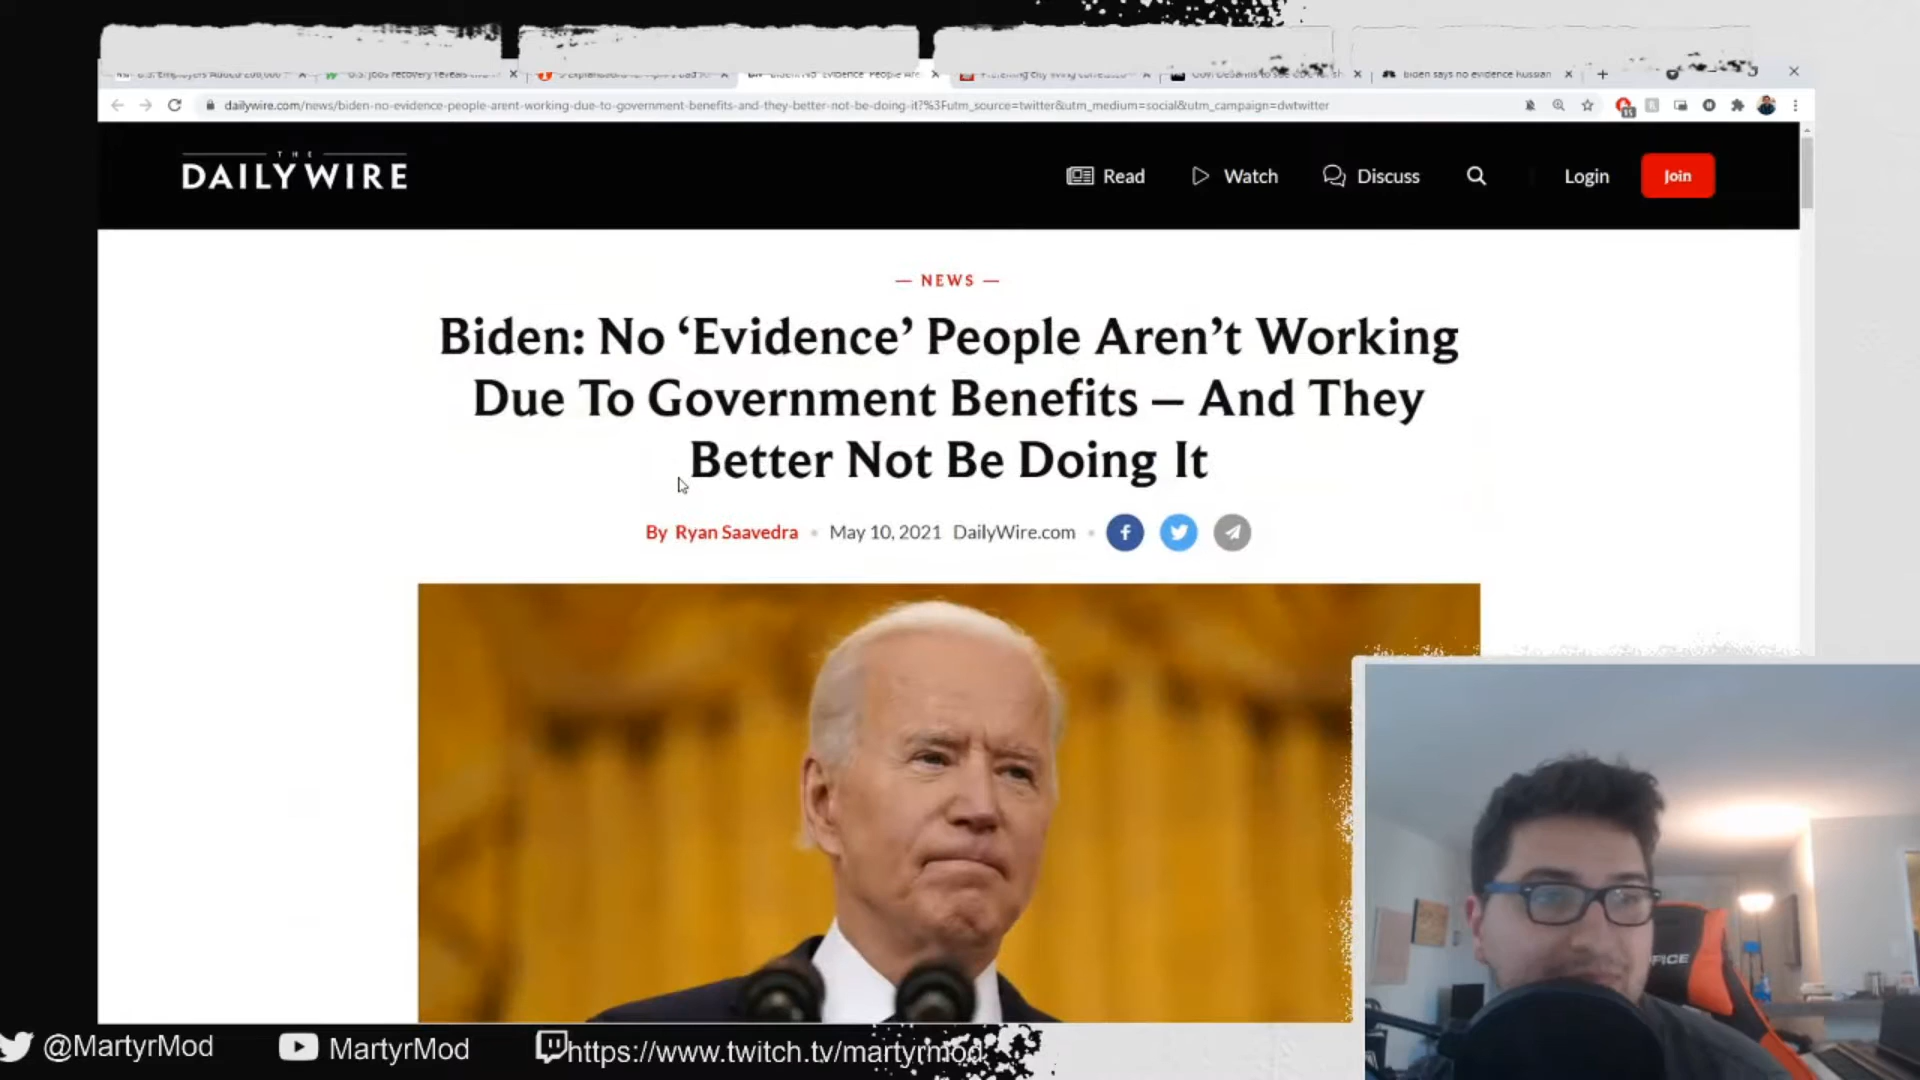 dailywire.com/news/biden-no-evidence-people-arent-working-due-to-government-benefits-and-they-better-not-be-doing-it?%3Futm_source=twitter&utm_medium=social&utm_campaign=dwtwitter
THE
DAILY WIRE
Read
Watch
Discuss
Login
Join
— NEWS —
Biden: No ‘Evidence’ People Aren’t Working
Due To Government Benefits — And They
Better Not Be Doing It
By Ryan Saavedra • May 10, 2021 DailyWire.com •
@MartyrMod
MartyrMod
https://www.twitch.tv/martyrmod